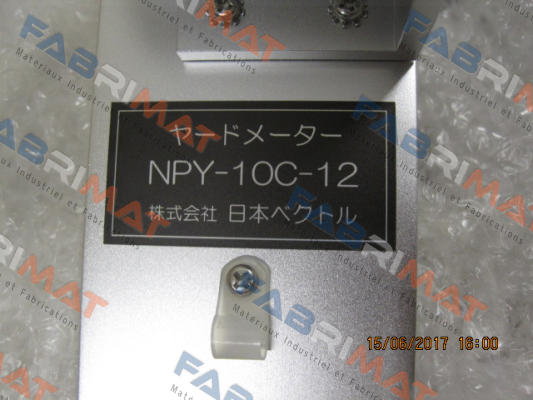 ヤードメーター
NPY-10C-12
株式会社 日本ベクトル
FABRIMAT
Matériaux Industriel et Fabrications
15/06/2017 16:00